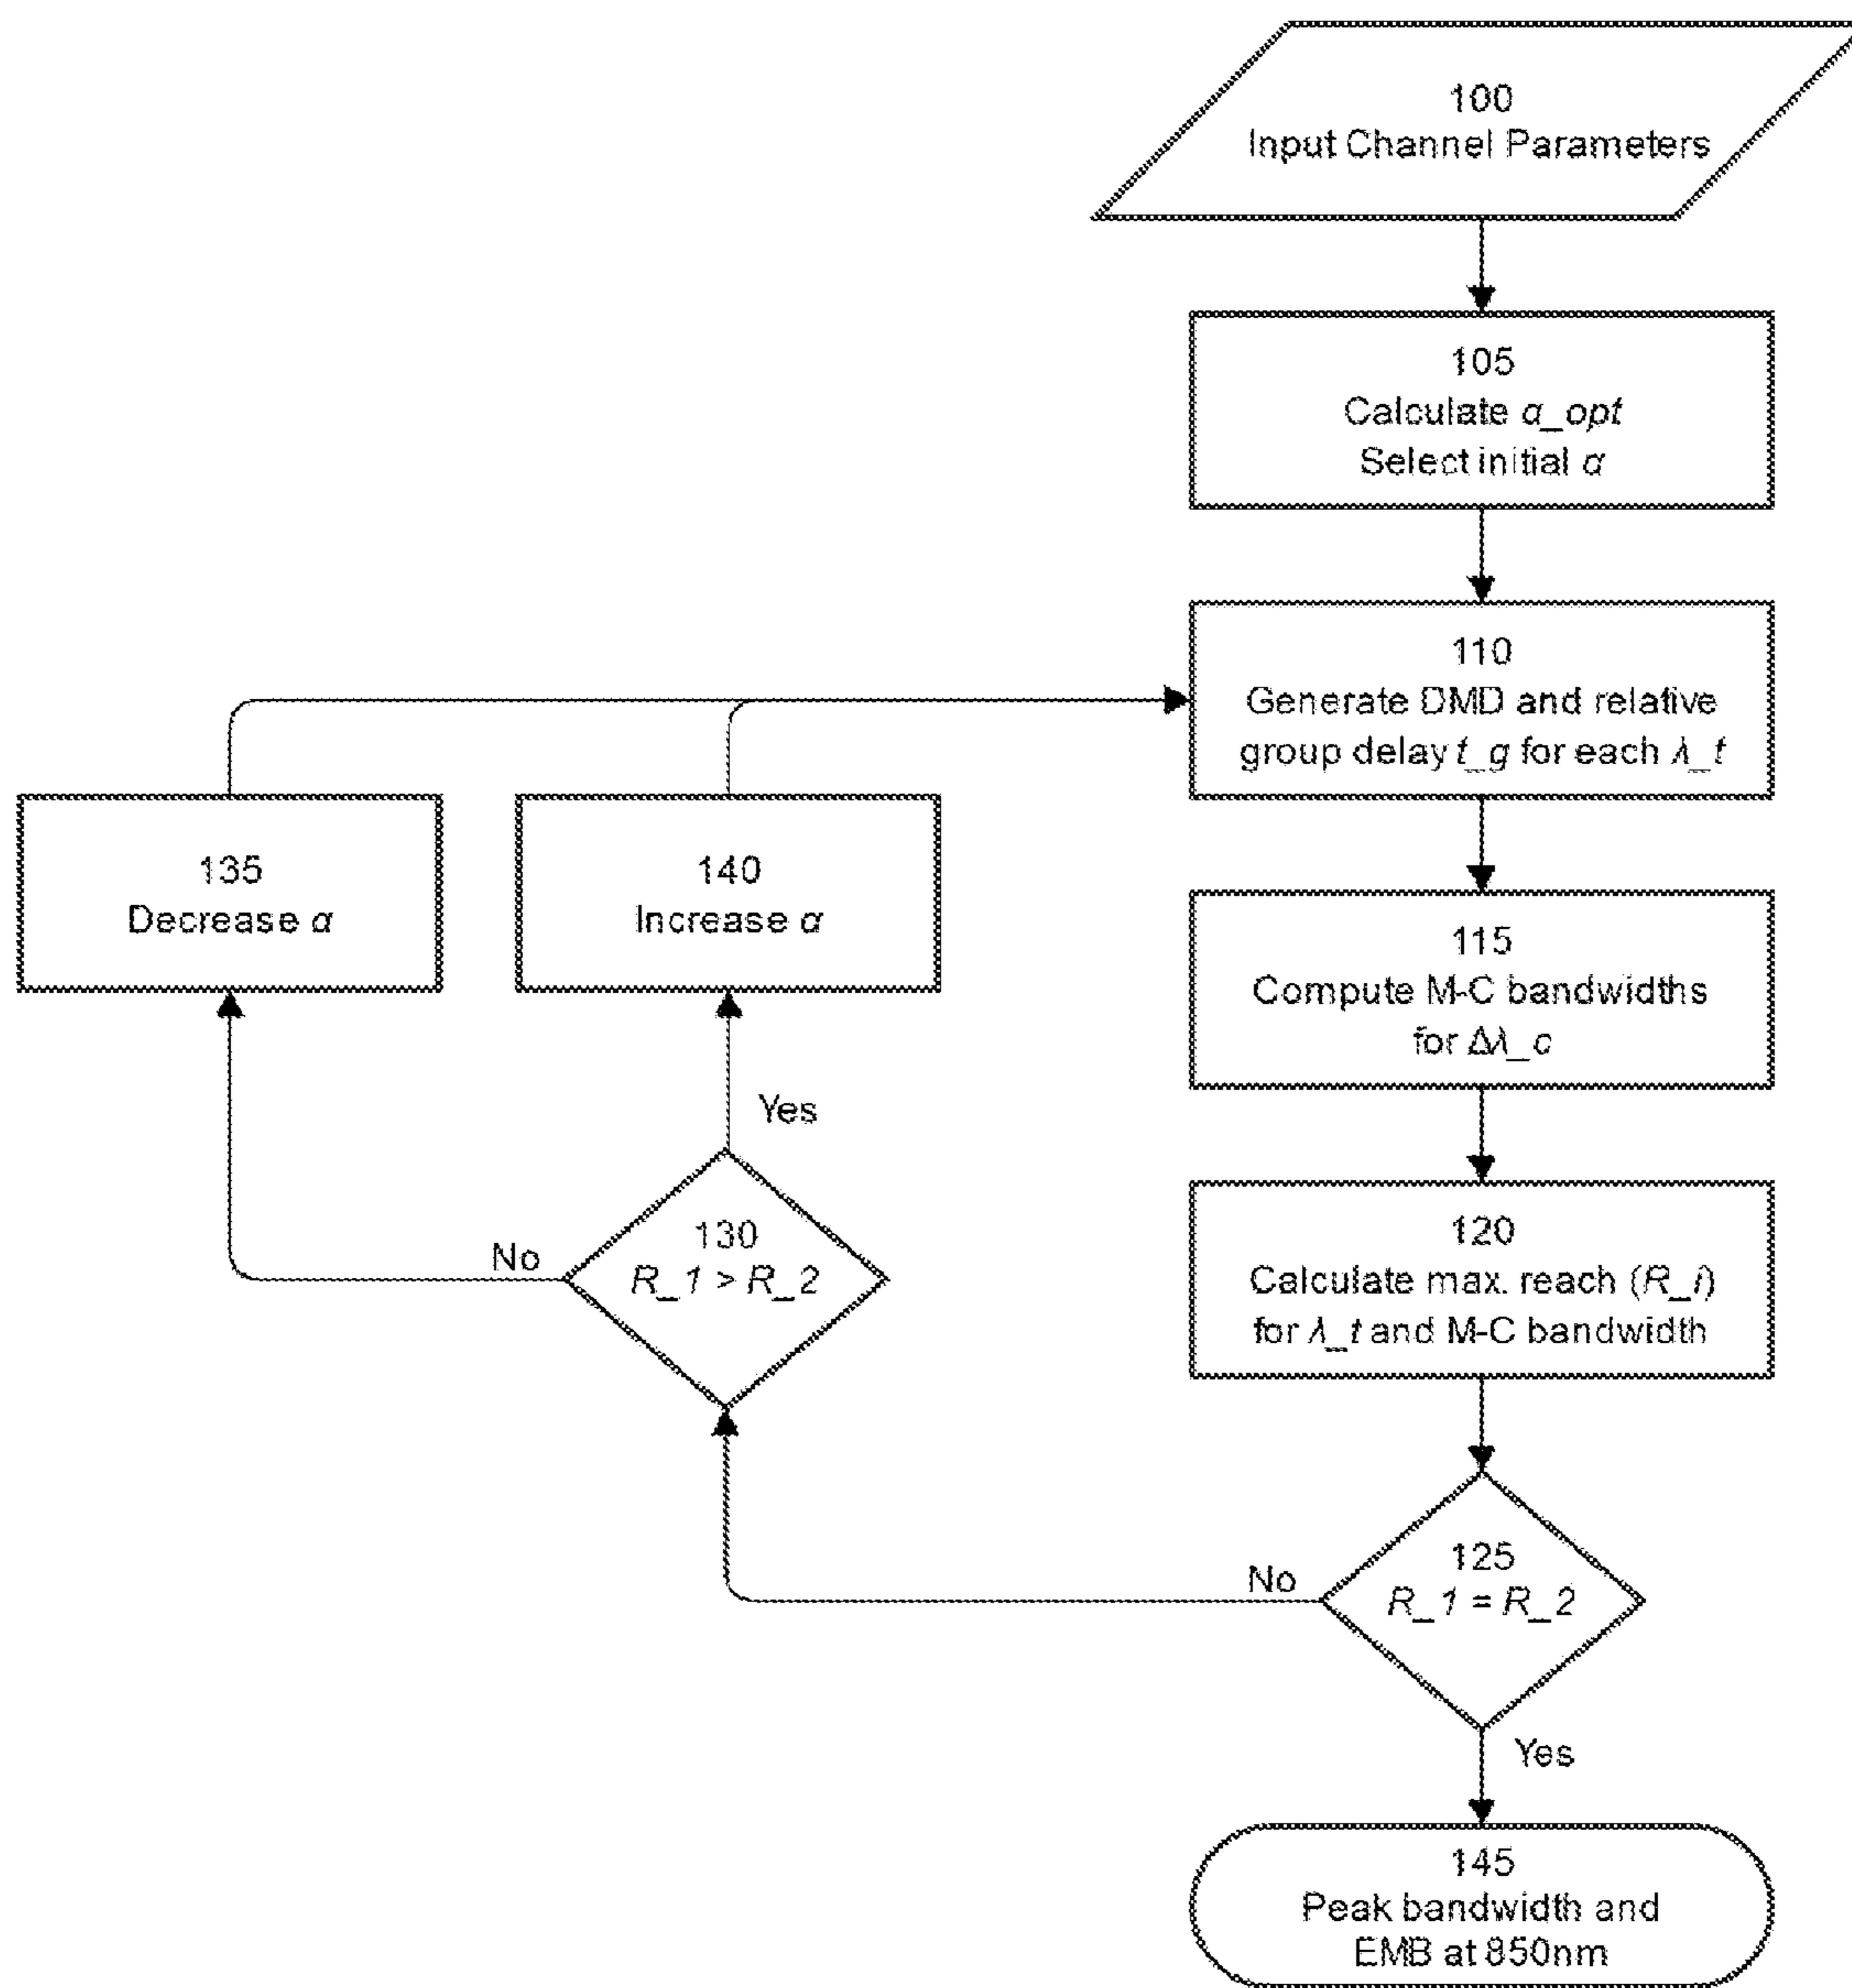 100
Input Channel Parameters
105
Calculate α_opt
Select initial α
110
Generate DMD and relative
group delay t_g for each λ_t
115
Compute M-C bandwidths
for Δλ_c
120
Calculate max. reach (R_i)
for λ_t and M-C bandwidth
125
R_1 = R_2
No
Yes
130
R_1 > R_2
No
Yes
135
Decrease α
140
Increase α
145
Peak bandwidth and
EMB at 850nm